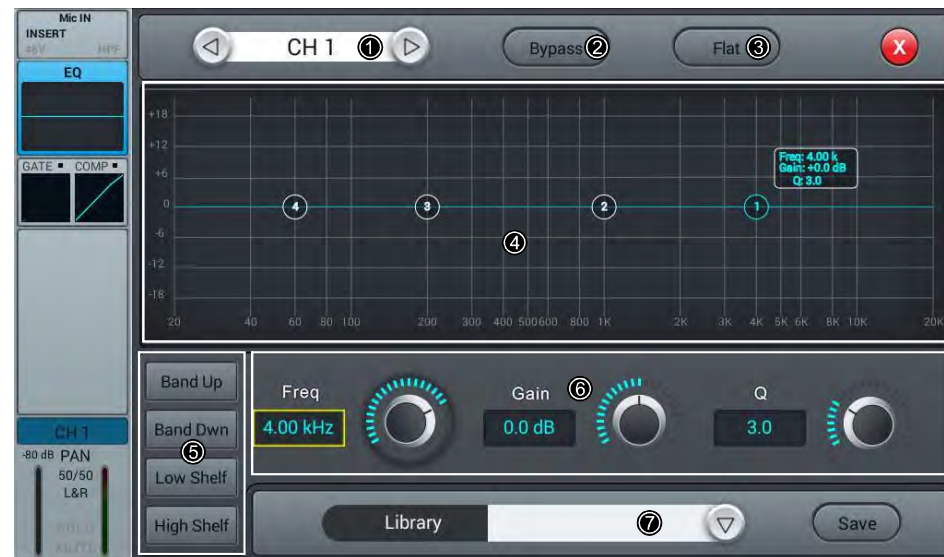 Mic IN
INSERT
48V HPF
EQ
GATE COMP
CH 1
-80 dB PAN
50/50
L&R
SOLO
MUTE
CH 1 ①
Bypass ②
Flat ③
X
+18
+12
+6
0
-6
-12
-18
4
3
2
1
Freq: 4.00 k
Gain: +0.0 dB
Q: 3.0
④
20 40 60 80 100 200 300 400 500 600 800 1K 2K 3K 4K 5K 6K 8K 10K 20K
Band Up
Band Dwn
⑤
Low Shelf
High Shelf
Freq
4.00 kHz
Gain ⑥
0.0 dB
Q
3.0
Library ⑦
Save